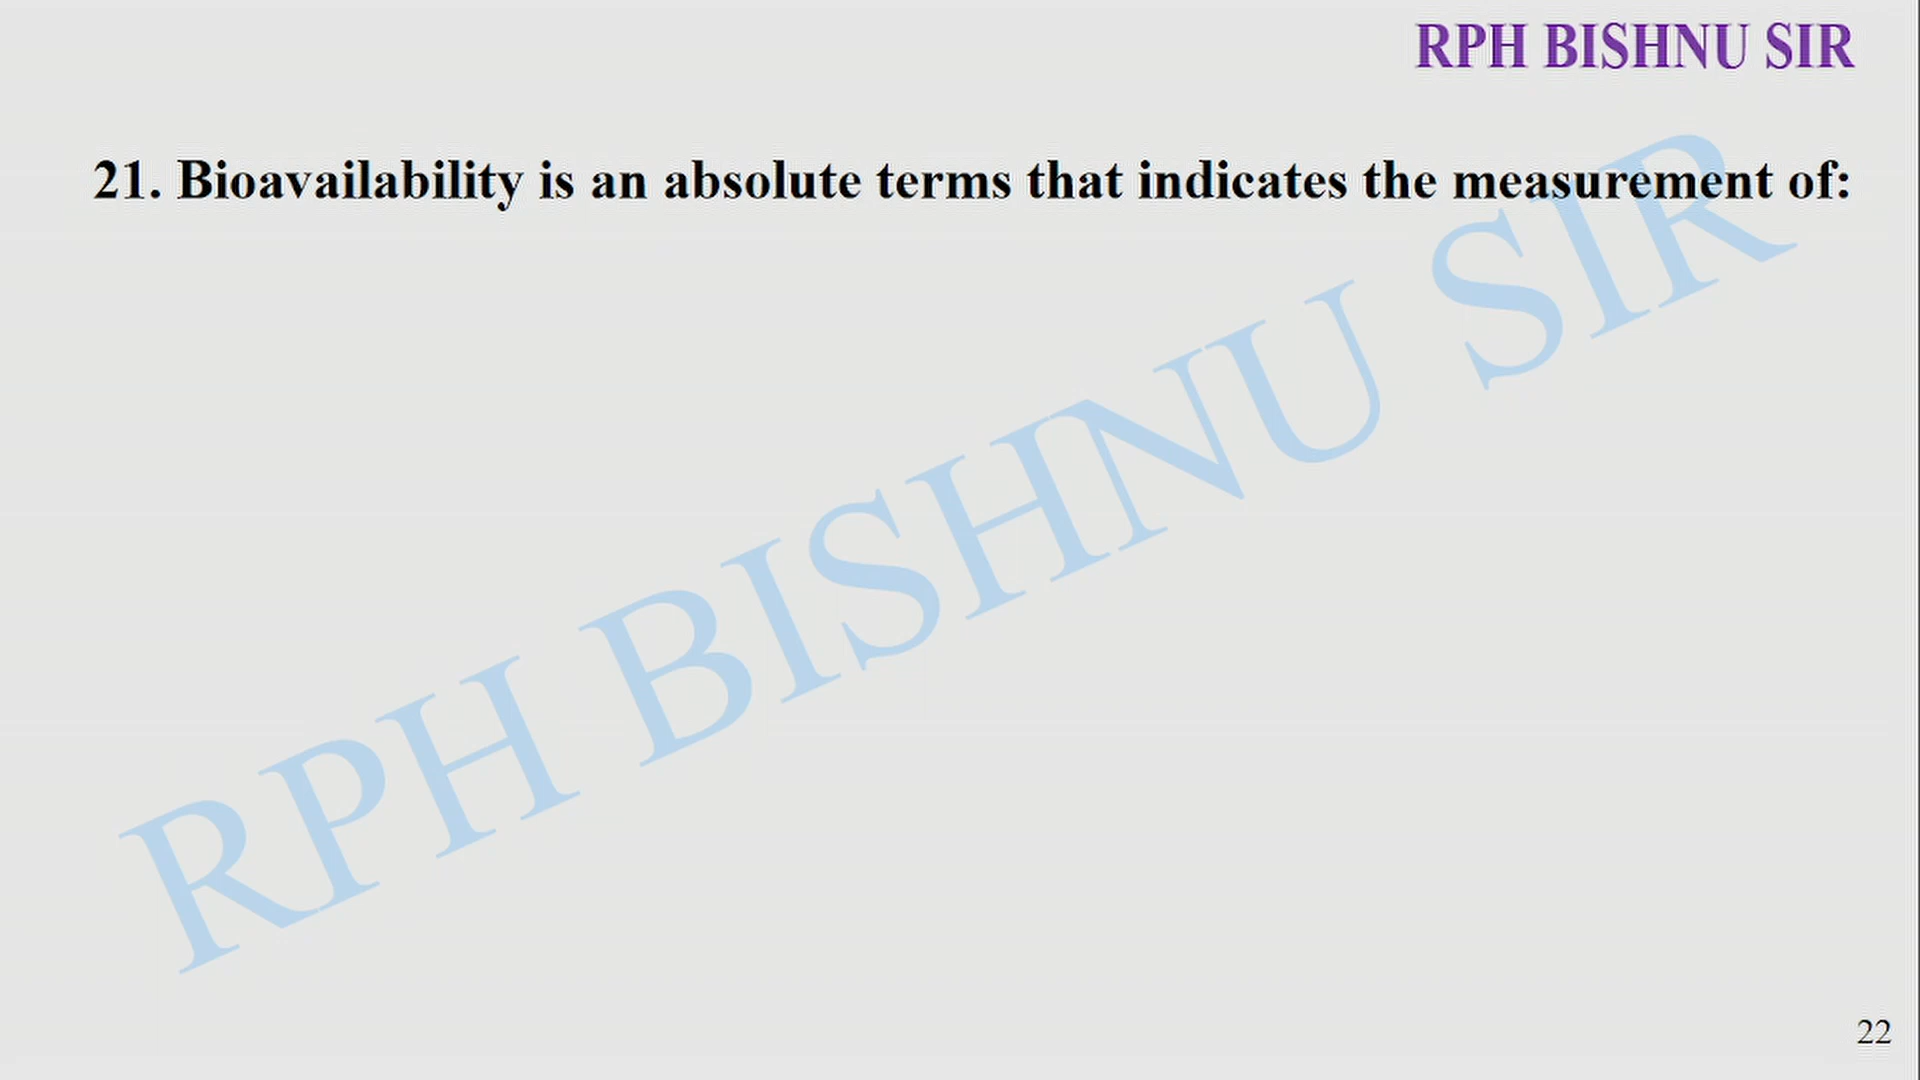 RPH BISHNU SIR
21. Bioavailability is an absolute terms that indicates the measurement of:
RPH BISHNU SIR
22